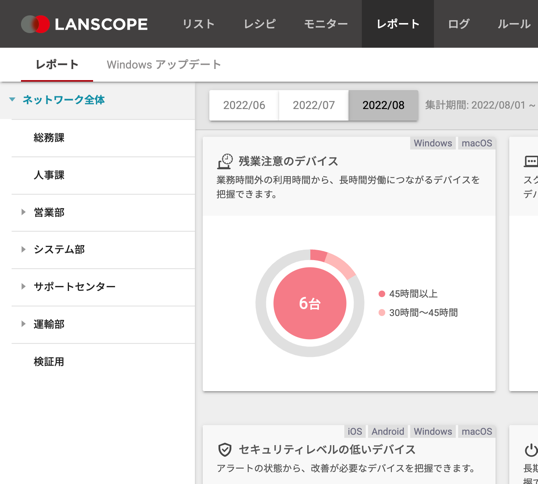 LANSCOPE
リスト レシピ モニター レポート ログ ルール
レポート Windows アップデート
ネットワーク全体
総務課
人事課
営業部
システム部
サポートセンター
運輸部
検証用
2022/06 2022/07 2022/08 集計期間: 2022/08/01 ~
Windows macOS
残業注意のデバイス
業務時間外の利用時間から、長時間労働につながるデバイスを
把握できます。
6台
45時間以上
30時間〜45時間
スク
デバ
iOS Android Windows macOS
セキュリティレベルの低いデバイス
アラートの状態から、改善が必要なデバイスを把握できます。
長期